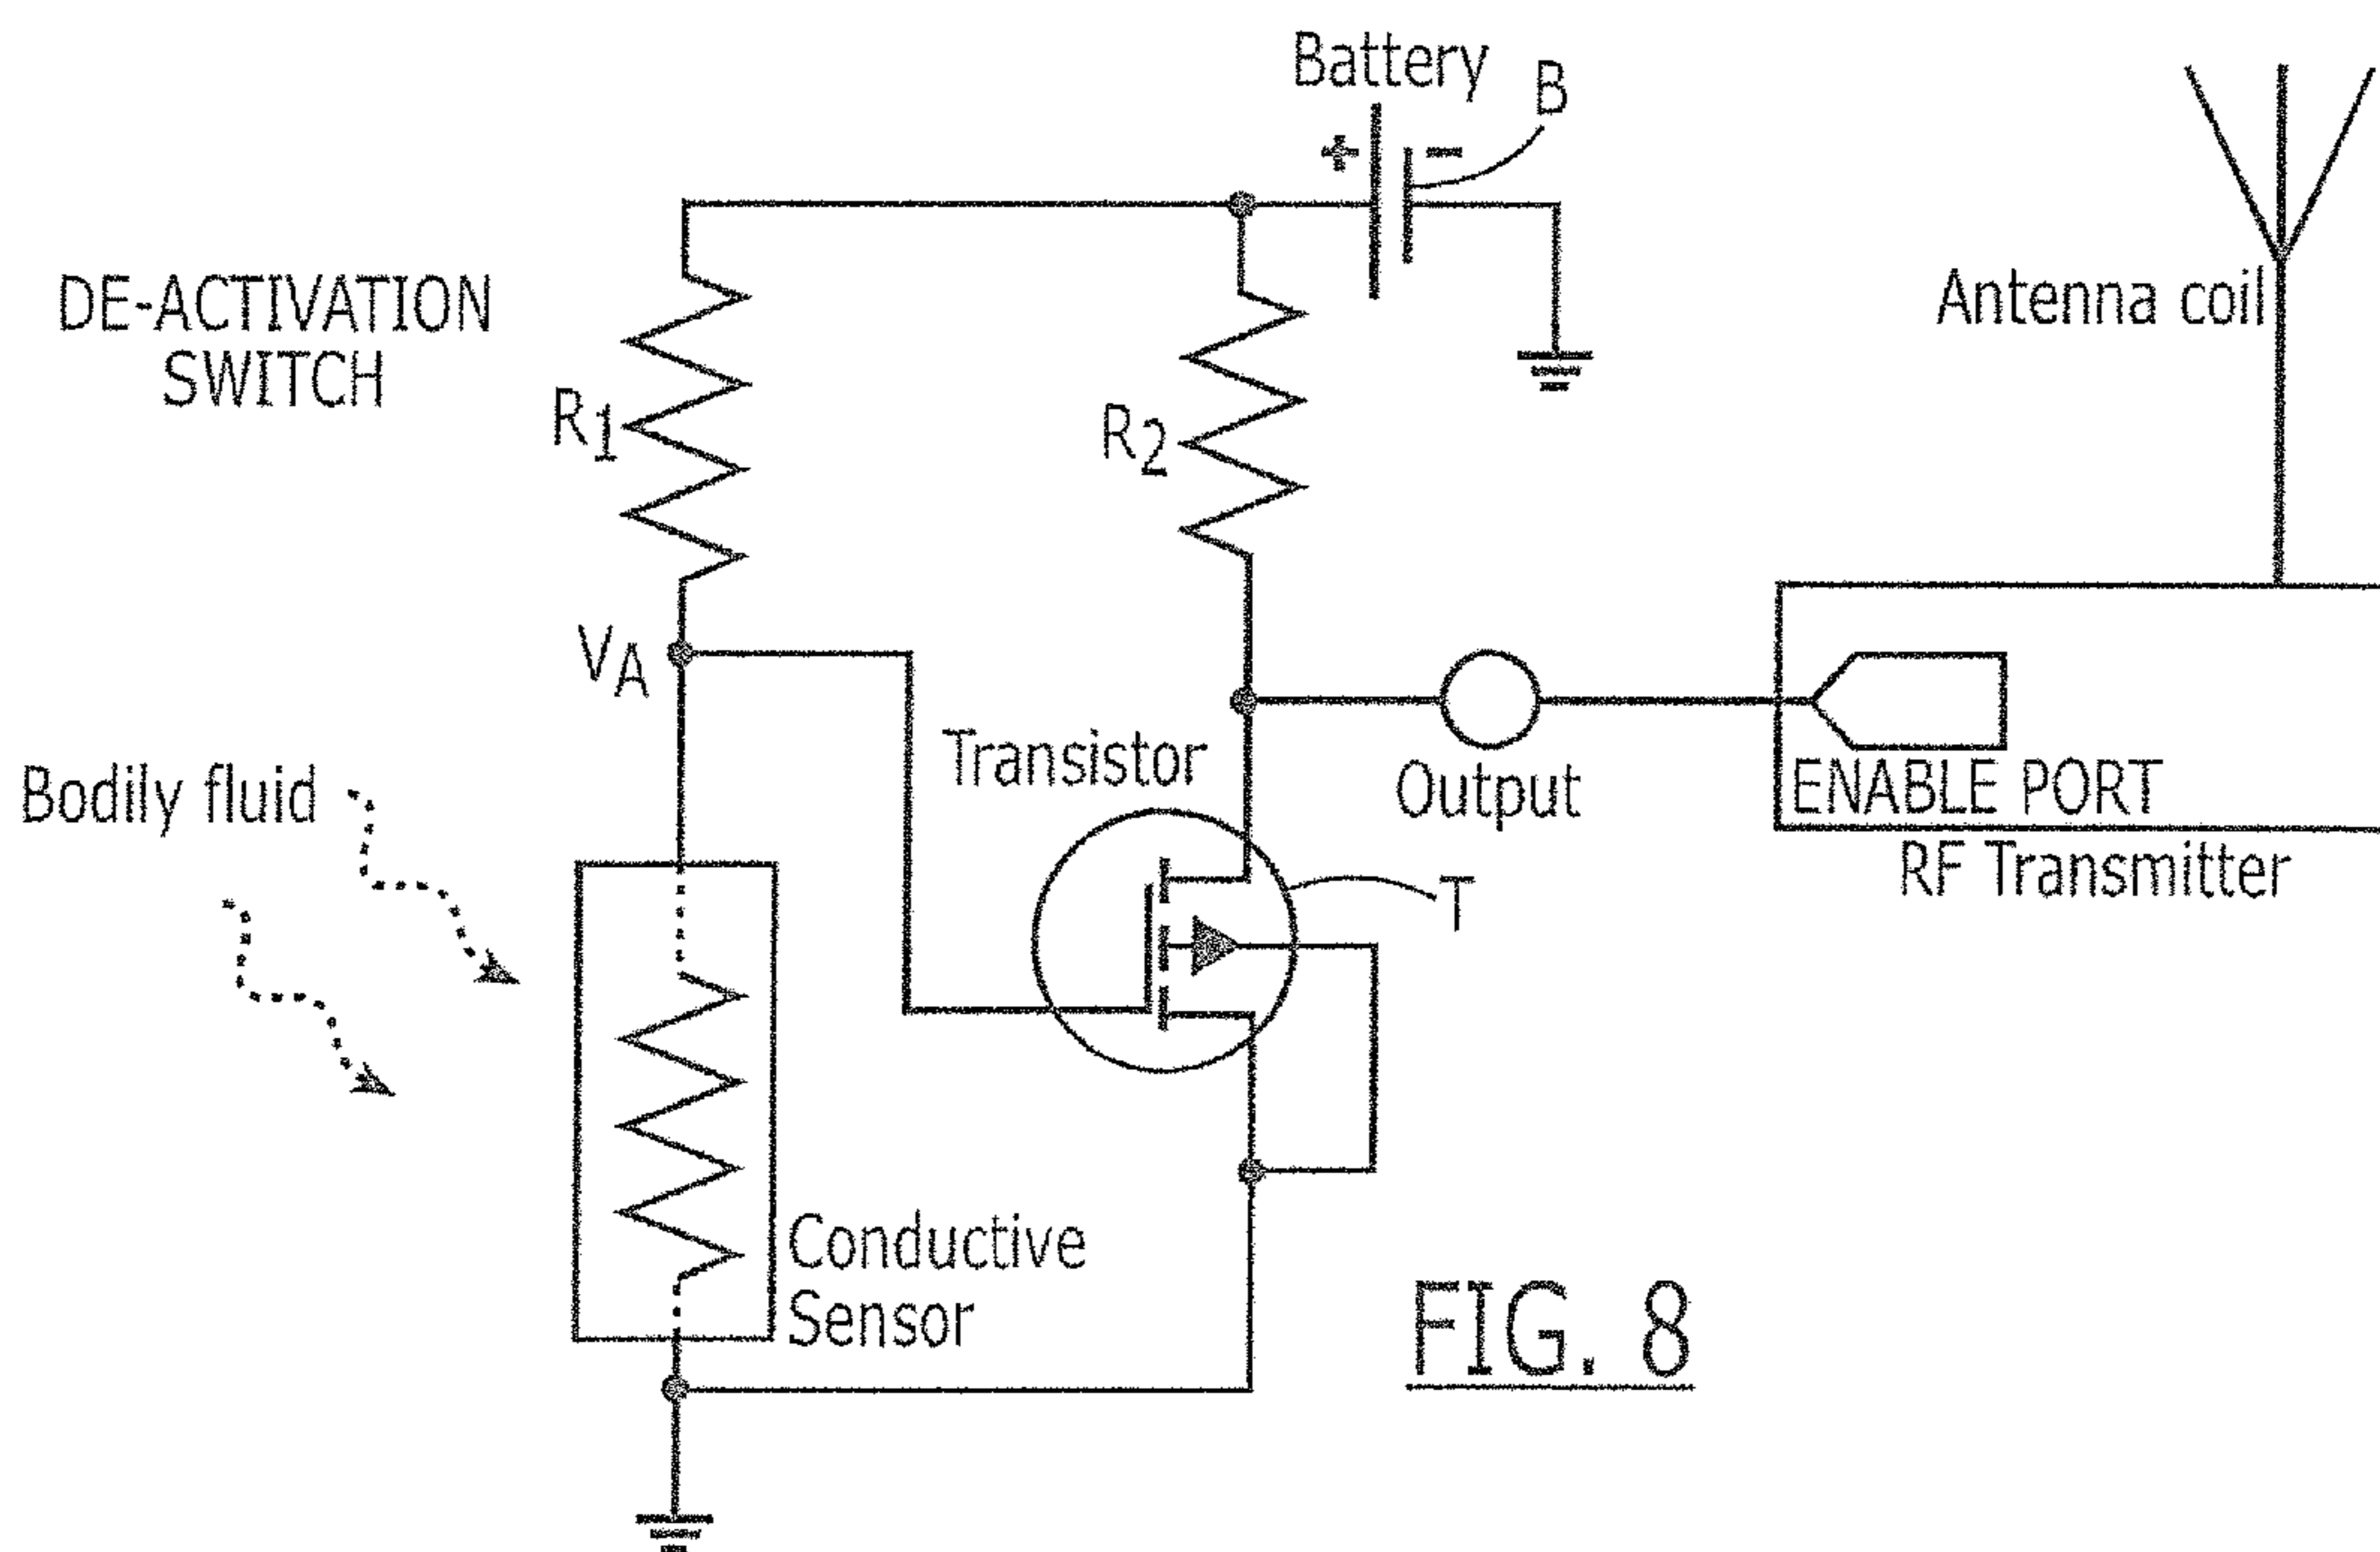 Battery
B
+ -
DE-ACTIVATION
SWITCH
Antenna coil
R1
R2
VA
Transistor
Bodily fluid
Output
ENABLE PORT
RF Transmitter
T
Conductive
Sensor
FIG. 8